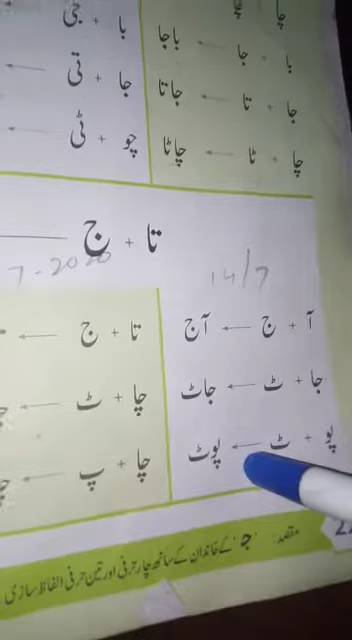 با + جا ← باجا
با + جی
جا + تا ← جاتا
جا + تی ←
چا + ٹا ← چاٹا
چو + ٹی ←
تا + ج
14/7
7-2020
آ + ج ← آج
تا + ج ←
جا + ٹ ← جاٹ
چا + ٹ ←
پو + ٹ ← پوٹ
چا + پ ←
مقصد: 'ج' کے خاندان کے ساتھ چار حرفی اور تین حرفی الفاظ سازی